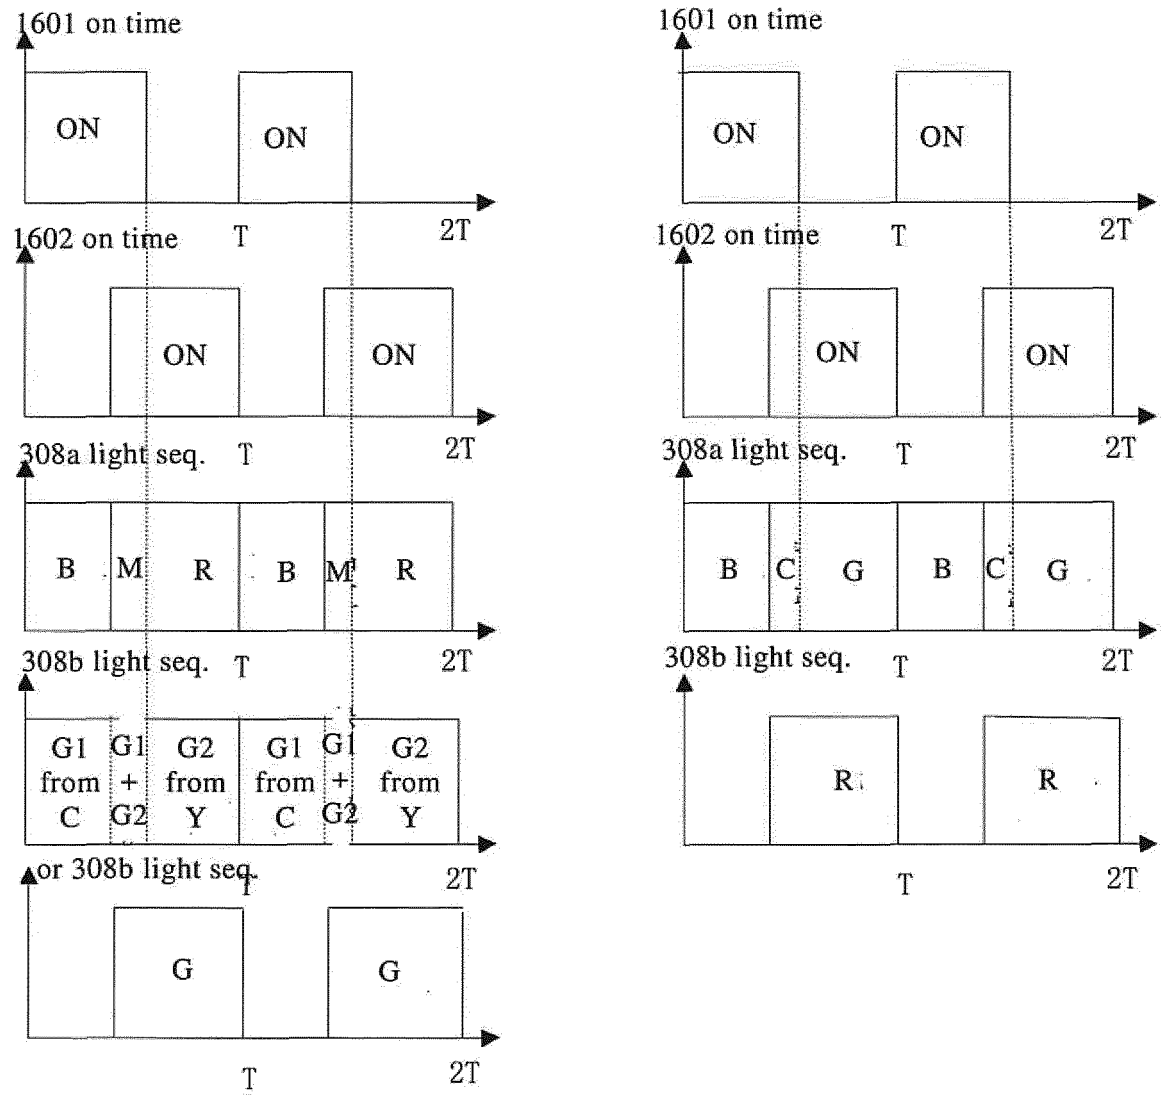 1601 on time
ON
ON
T
2T
1602 on time
ON
ON
T
2T
308a light seq.
B
M
R
B
M
R
T
2T
308b light seq.
G1
from
C
G1
+
G2
G2
from
Y
G1
from
C
G1
+
G2
G2
from
Y
T
2T
or 308b light seq.
G
G
T
2T
1601 on time
ON
ON
T
2T
1602 on time
ON
ON
T
2T
308a light seq.
B
C
G
B
C
G
T
2T
308b light seq.
R
R
T
2T